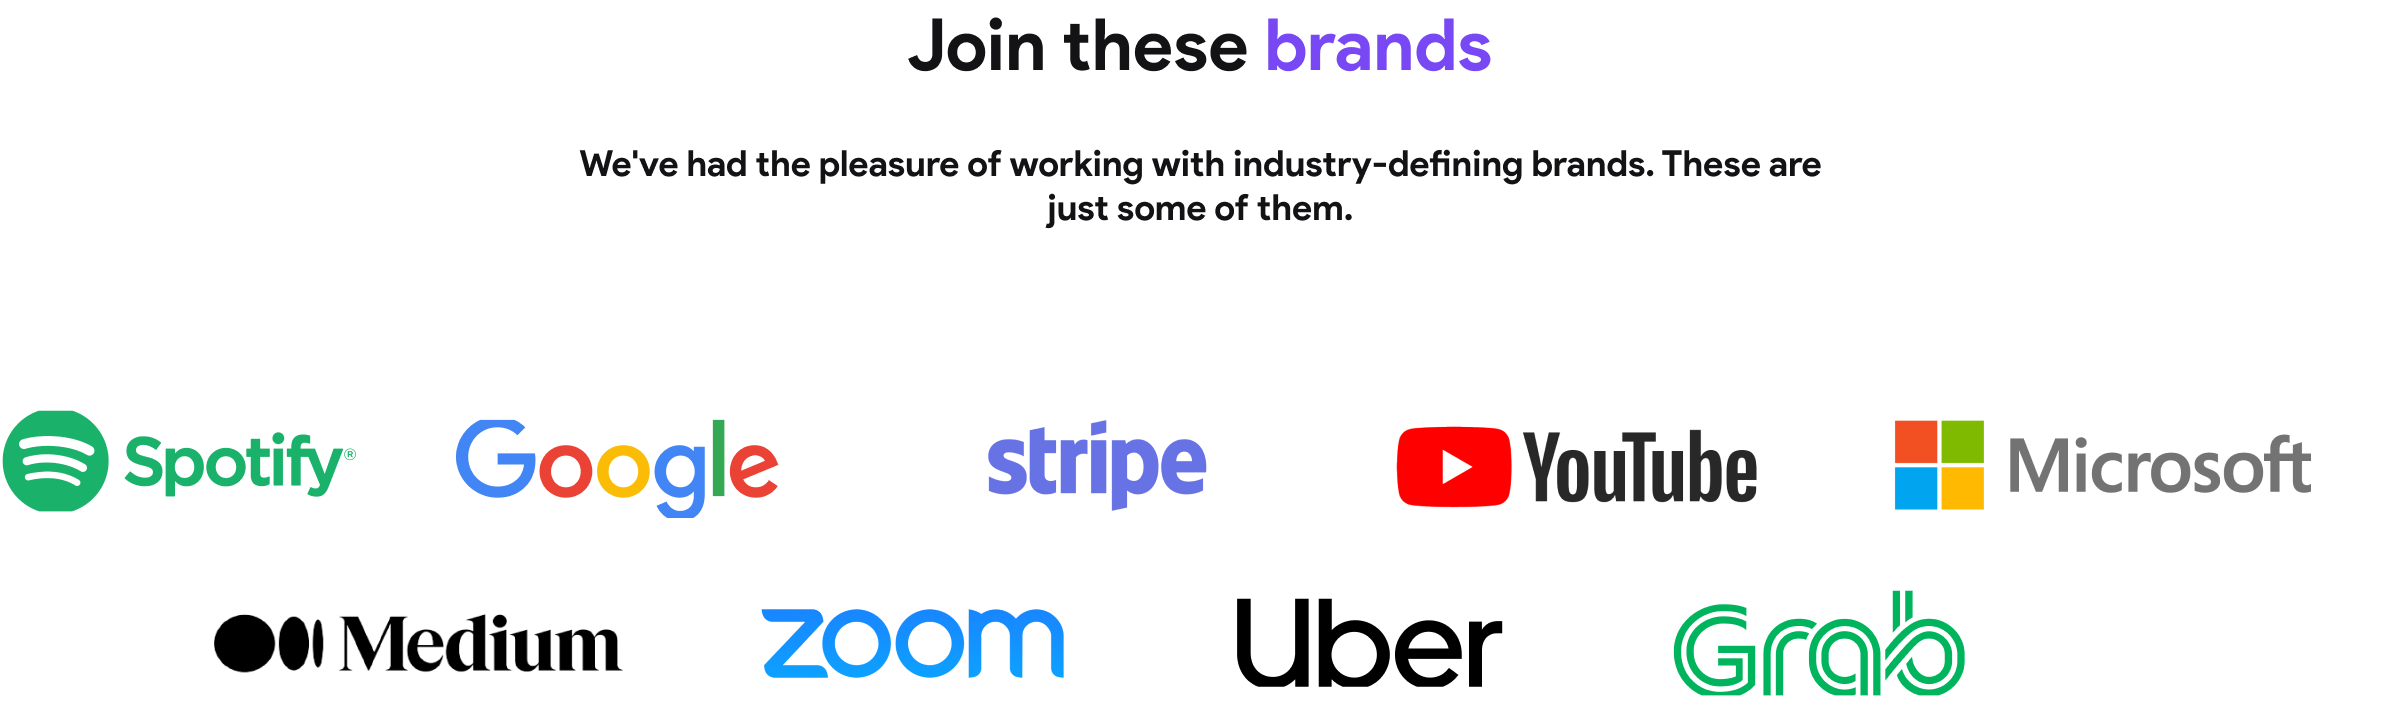 Join these brands
We've had the pleasure of working with industry-defining brands. These are
just some of them.
Spotify®
Google
stripe
YouTube
Microsoft
Medium
zoom
Uber
Grab